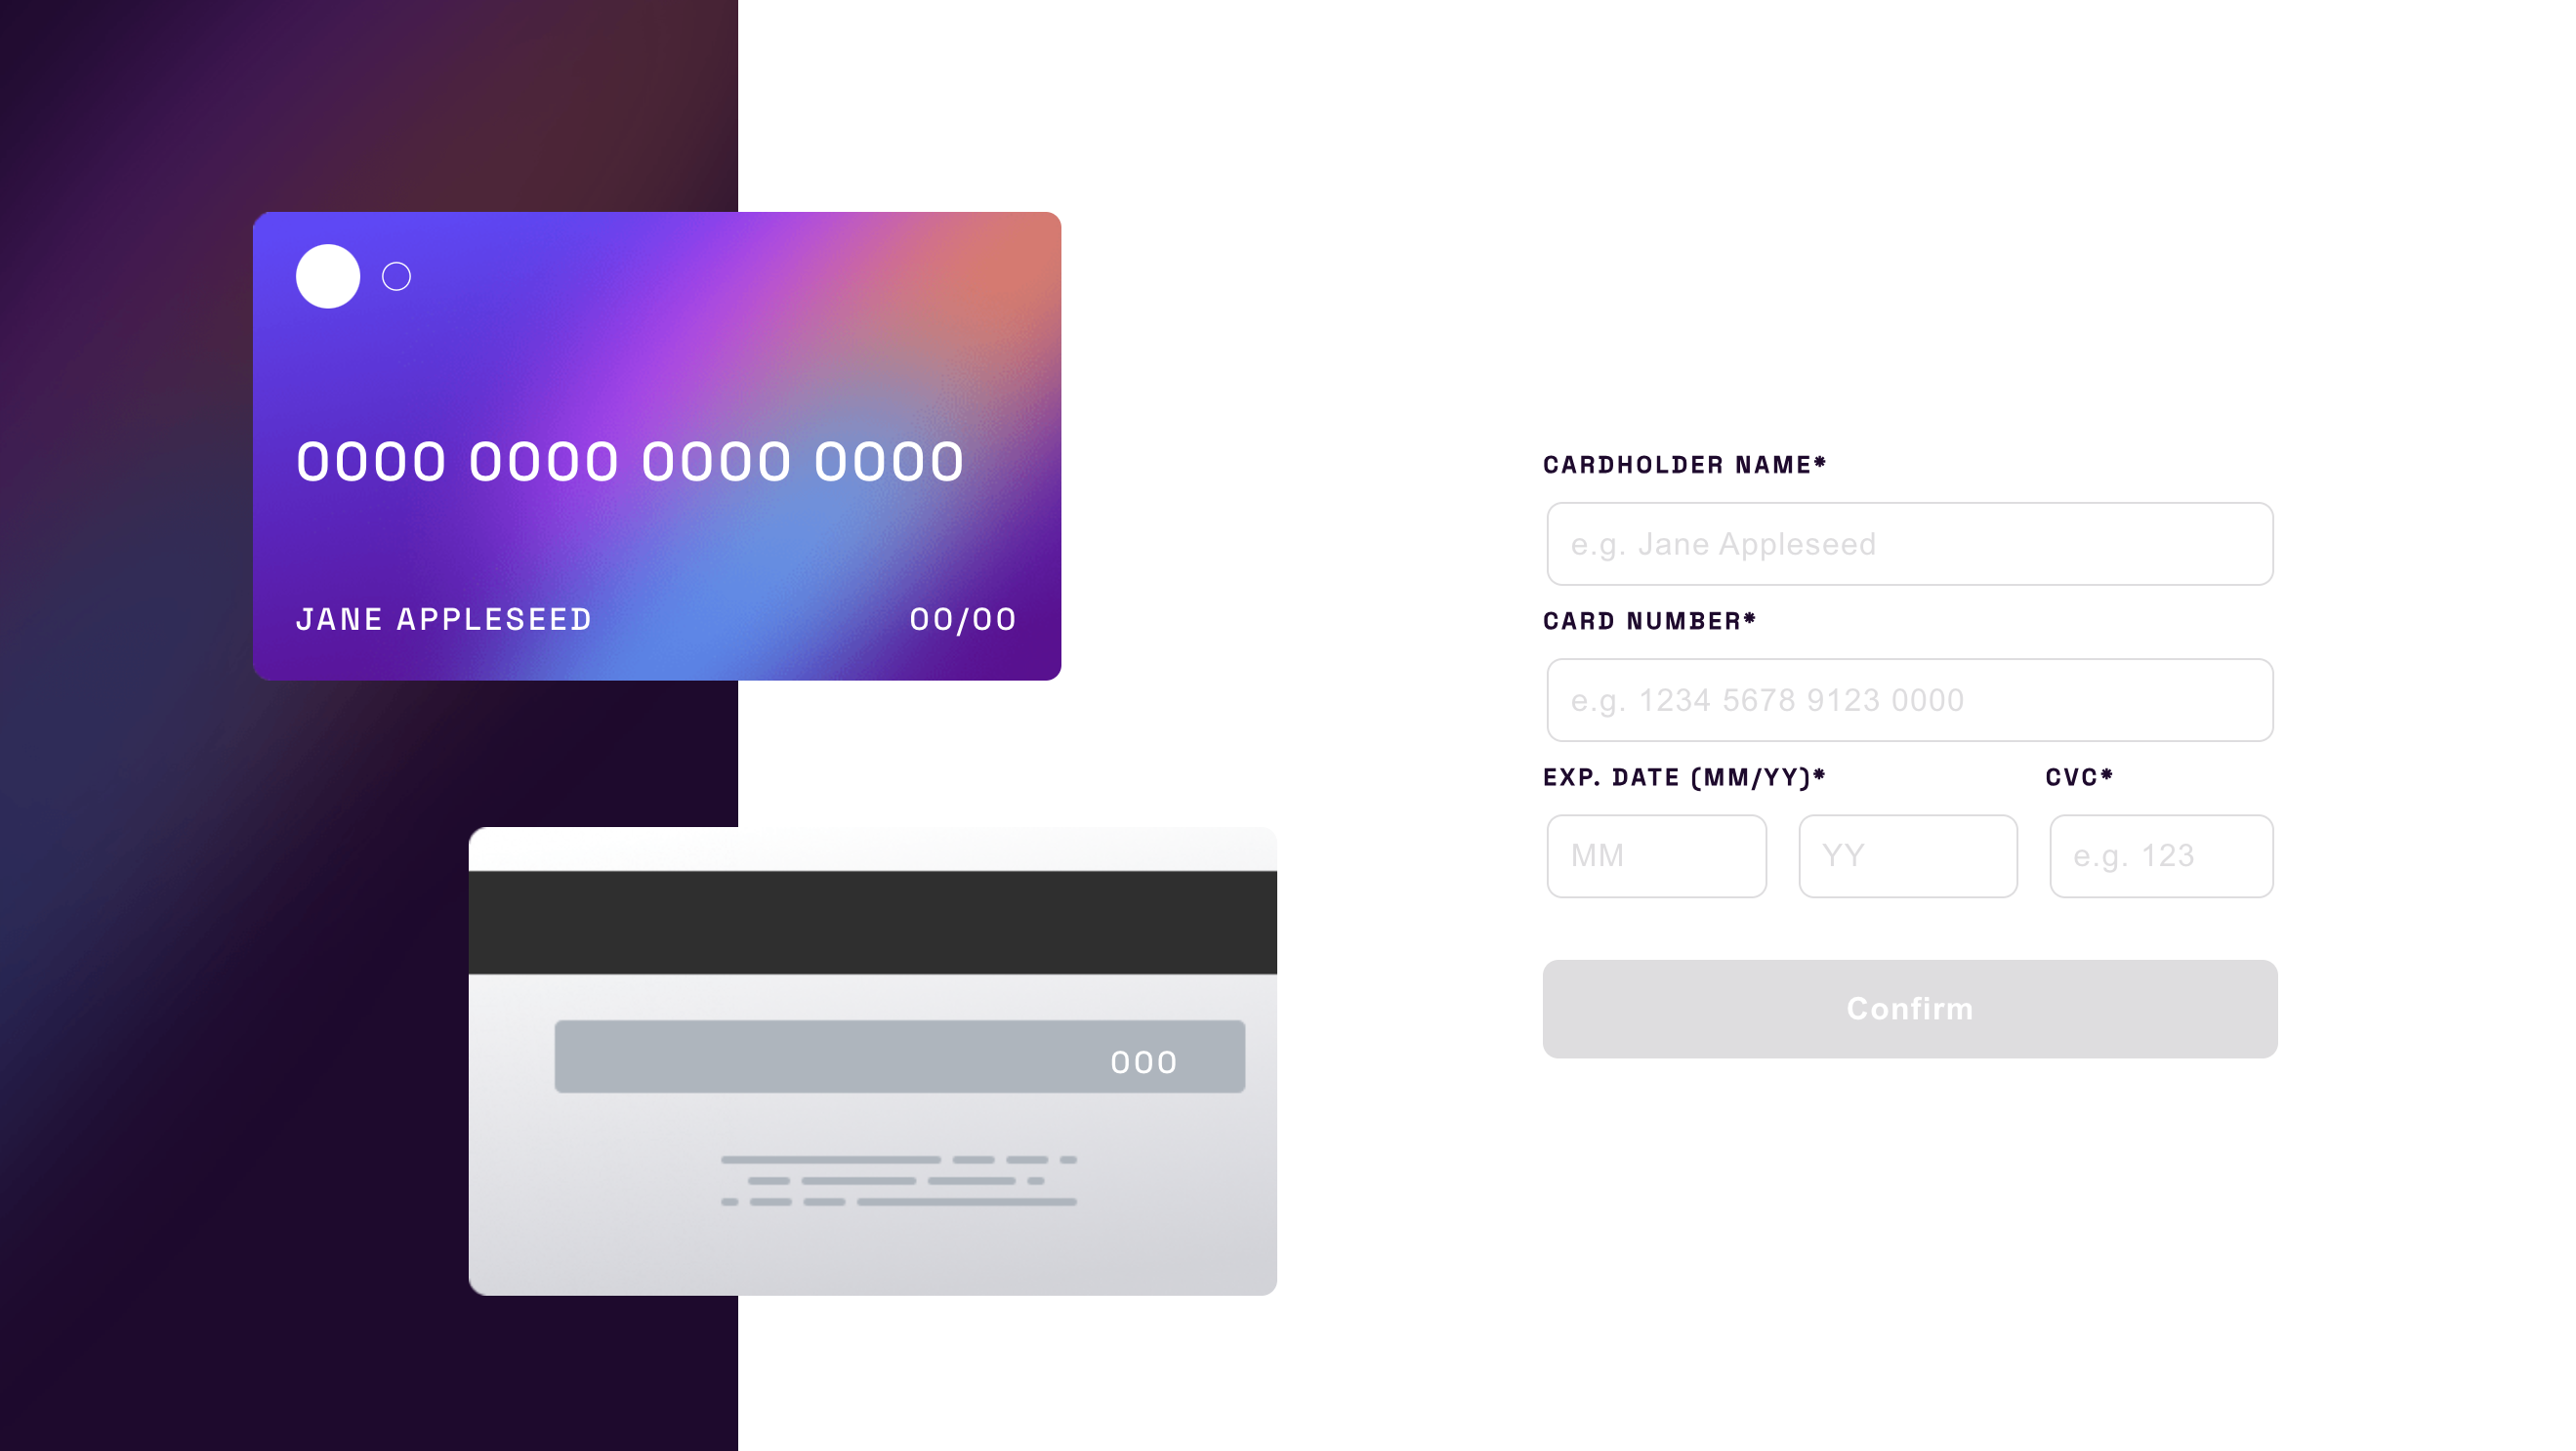 0000 0000 0000 0000
JANE APPLESEED 00/00
000
CARDHOLDER NAME*
e.g. Jane Appleseed
CARD NUMBER*
e.g. 1234 5678 9123 0000
EXP. DATE (MM/YY)* CVC*
MM YY e.g. 123
Confirm